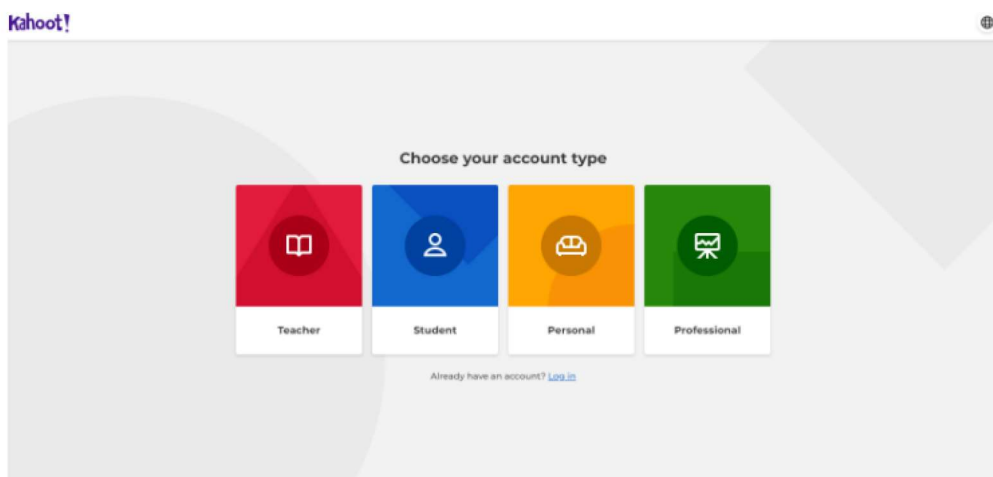 Kahoot!
Choose your account type
Teacher Student Personal Professional
Already have an account? Log in